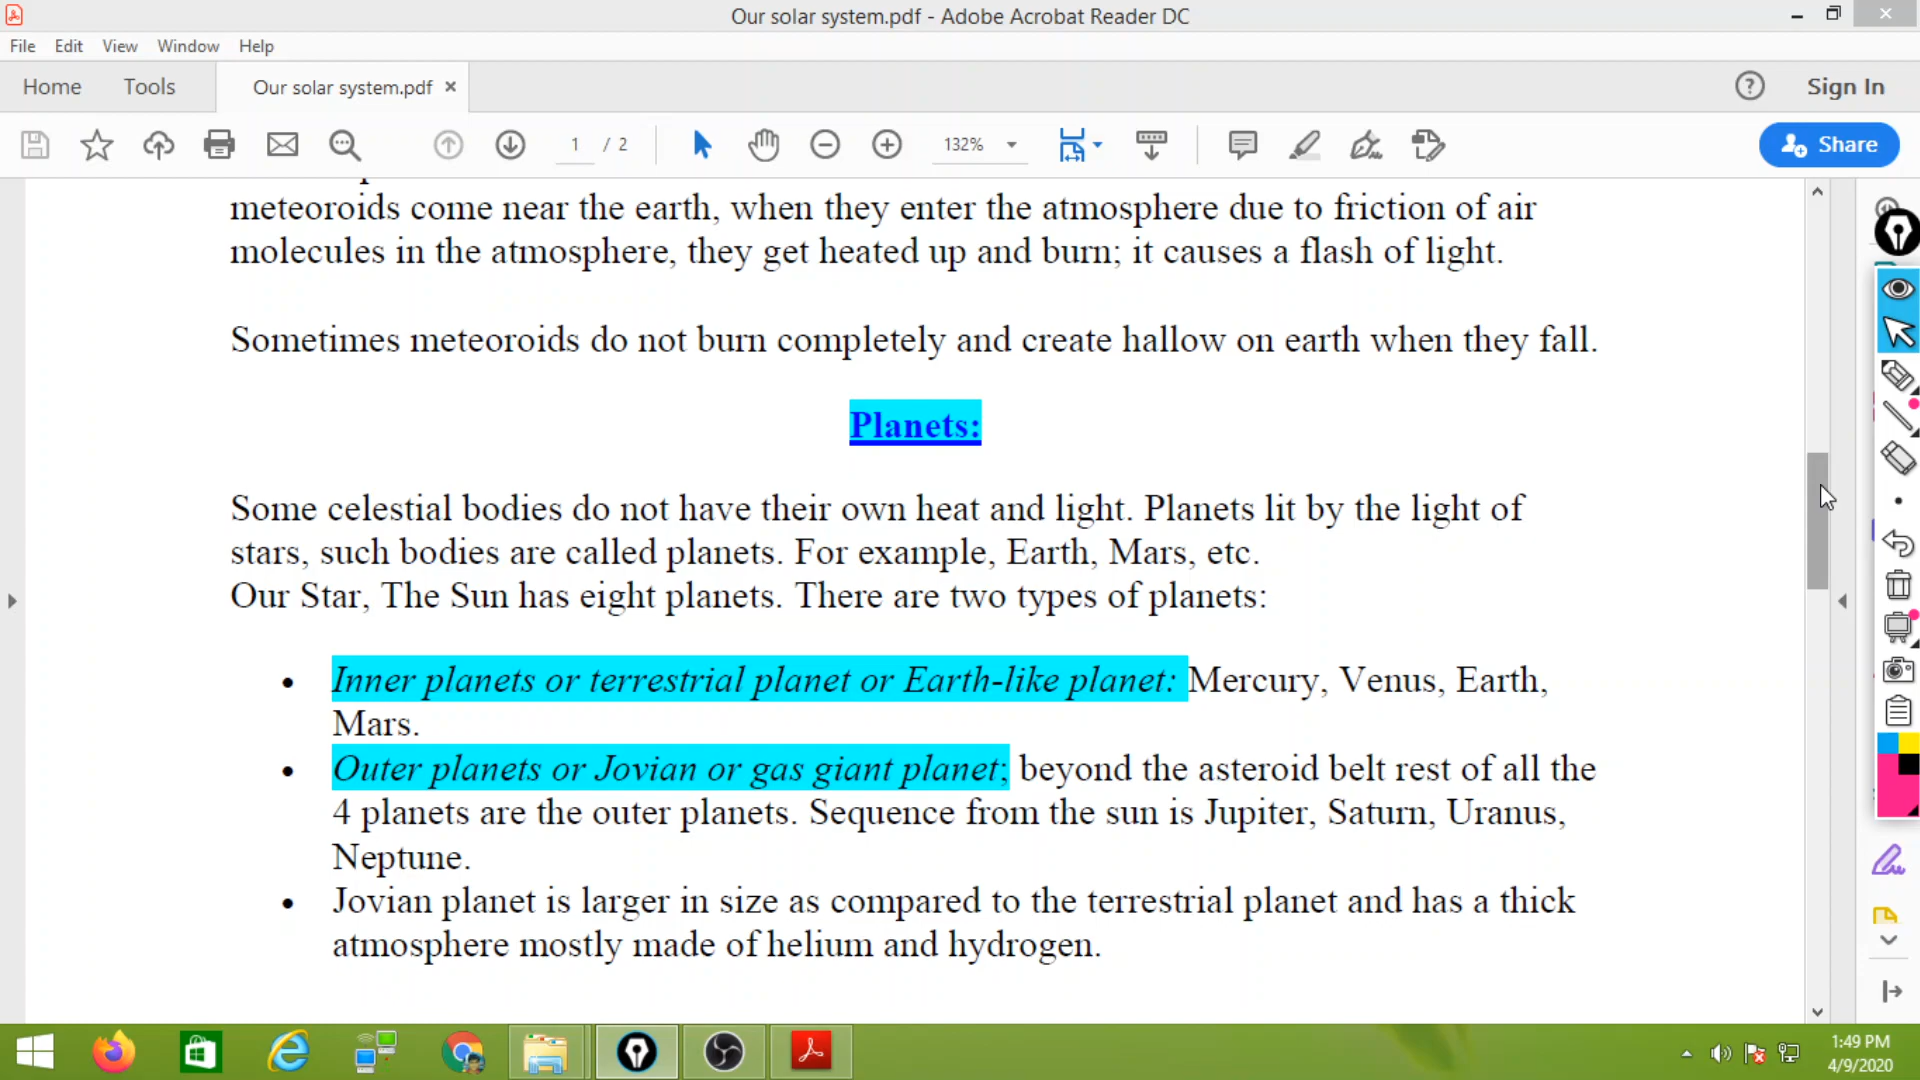 Our solar system.pdf - Adobe Acrobat Reader DC
File Edit View Window Help
Home Tools Our solar system.pdf × Sign In
1 / 2 132% Share
meteoroids come near the earth, when they enter the atmosphere due to friction of air
molecules in the atmosphere, they get heated up and burn; it causes a flash of light.
Sometimes meteoroids do not burn completely and create hallow on earth when they fall.
Planets:
Some celestial bodies do not have their own heat and light. Planets lit by the light of
stars, such bodies are called planets. For example, Earth, Mars, etc.
Our Star, The Sun has eight planets. There are two types of planets:
• Inner planets or terrestrial planet or Earth-like planet: Mercury, Venus, Earth,
Mars.
• Outer planets or Jovian or gas giant planet; beyond the asteroid belt rest of all the
4 planets are the outer planets. Sequence from the sun is Jupiter, Saturn, Uranus,
Neptune.
• Jovian planet is larger in size as compared to the terrestrial planet and has a thick
atmosphere mostly made of helium and hydrogen.
1:49 PM
4/9/2020